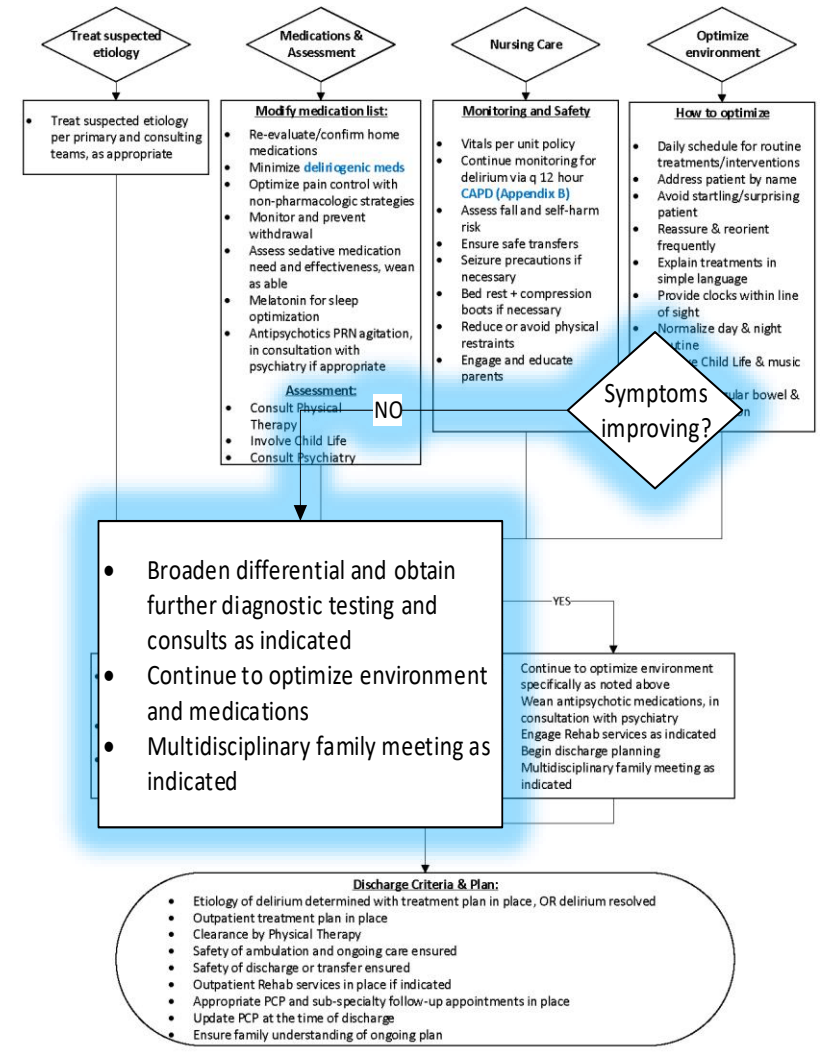 Treat suspected
etiology
Medications &
Assessment
Nursing Care
Optimize
environment
• Treat suspected etiology
per primary and consulting
teams, as appropriate
Modify medication list:
• Re-evaluate/confirm home
medications
• Minimize deliriogenic meds
• Optimize pain control with
non-pharmacologic strategies
• Monitor and prevent
withdrawal
• Assess sedative medication
need and effectiveness, wean
as able
• Melatonin for sleep
optimization
• Antipsychotics PRN agitation,
in consultation with
psychiatry if appropriate
Assessment:
• Consult Physical
Therapy
• Involve Child Life
• Consult Psychiatry
Monitoring and Safety
• Vitals per unit policy
• Continue monitoring for
delirium via q 12 hour
CAPD (Appendix B)
• Assess fall and self-harm
risk
• Ensure safe transfers
• Seizure precautions if
necessary
• Bed rest + compression
boots if necessary
• Reduce or avoid physical
restraints
• Engage and educate
parents
How to optimize
• Daily schedule for routine
treatments/interventions
• Address patient by name
• Avoid startling/surprising
patient
• Reassure & reorient
frequently
• Explain treatments in
simple language
• Provide clocks within line
of sight
• Normalize day & night
Child Life & music
bowel &
Symptoms
improving?
NO
• Broaden differential and obtain
further diagnostic testing and
consults as indicated
• Continue to optimize environment
and medications
• Multidisciplinary family meeting as
indicated
YES
Continue to optimize environment
specifically as noted above
Wean antipsychotic medications, in
consultation with psychiatry
Engage Rehab services as indicated
Begin discharge planning
Multidisciplinary family meeting as
indicated
Discharge Criteria & Plan:
• Etiology of delirium determined with treatment plan in place, OR delirium resolved
• Outpatient treatment plan in place
• Clearance by Physical Therapy
• Safety of ambulation and ongoing care ensured
• Safety of discharge or transfer ensured
• Outpatient Rehab services in place if indicated
• Appropriate PCP and sub-specialty follow-up appointments in place
• Update PCP at the time of discharge
• Ensure family understanding of ongoing plan